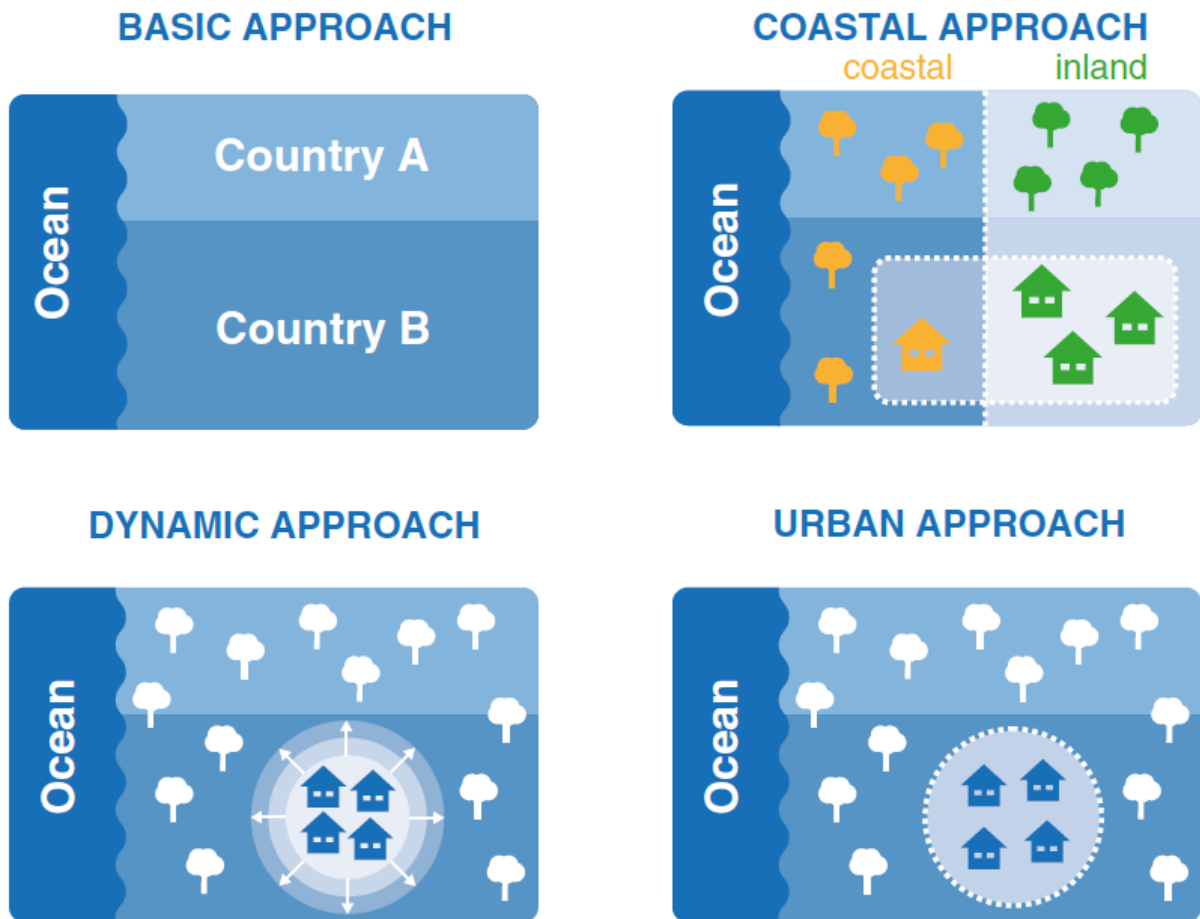 BASIC APPROACH
Ocean
Country A
Country B
COASTAL APPROACH
coastal inland
Ocean
DYNAMIC APPROACH
Ocean
URBAN APPROACH
Ocean